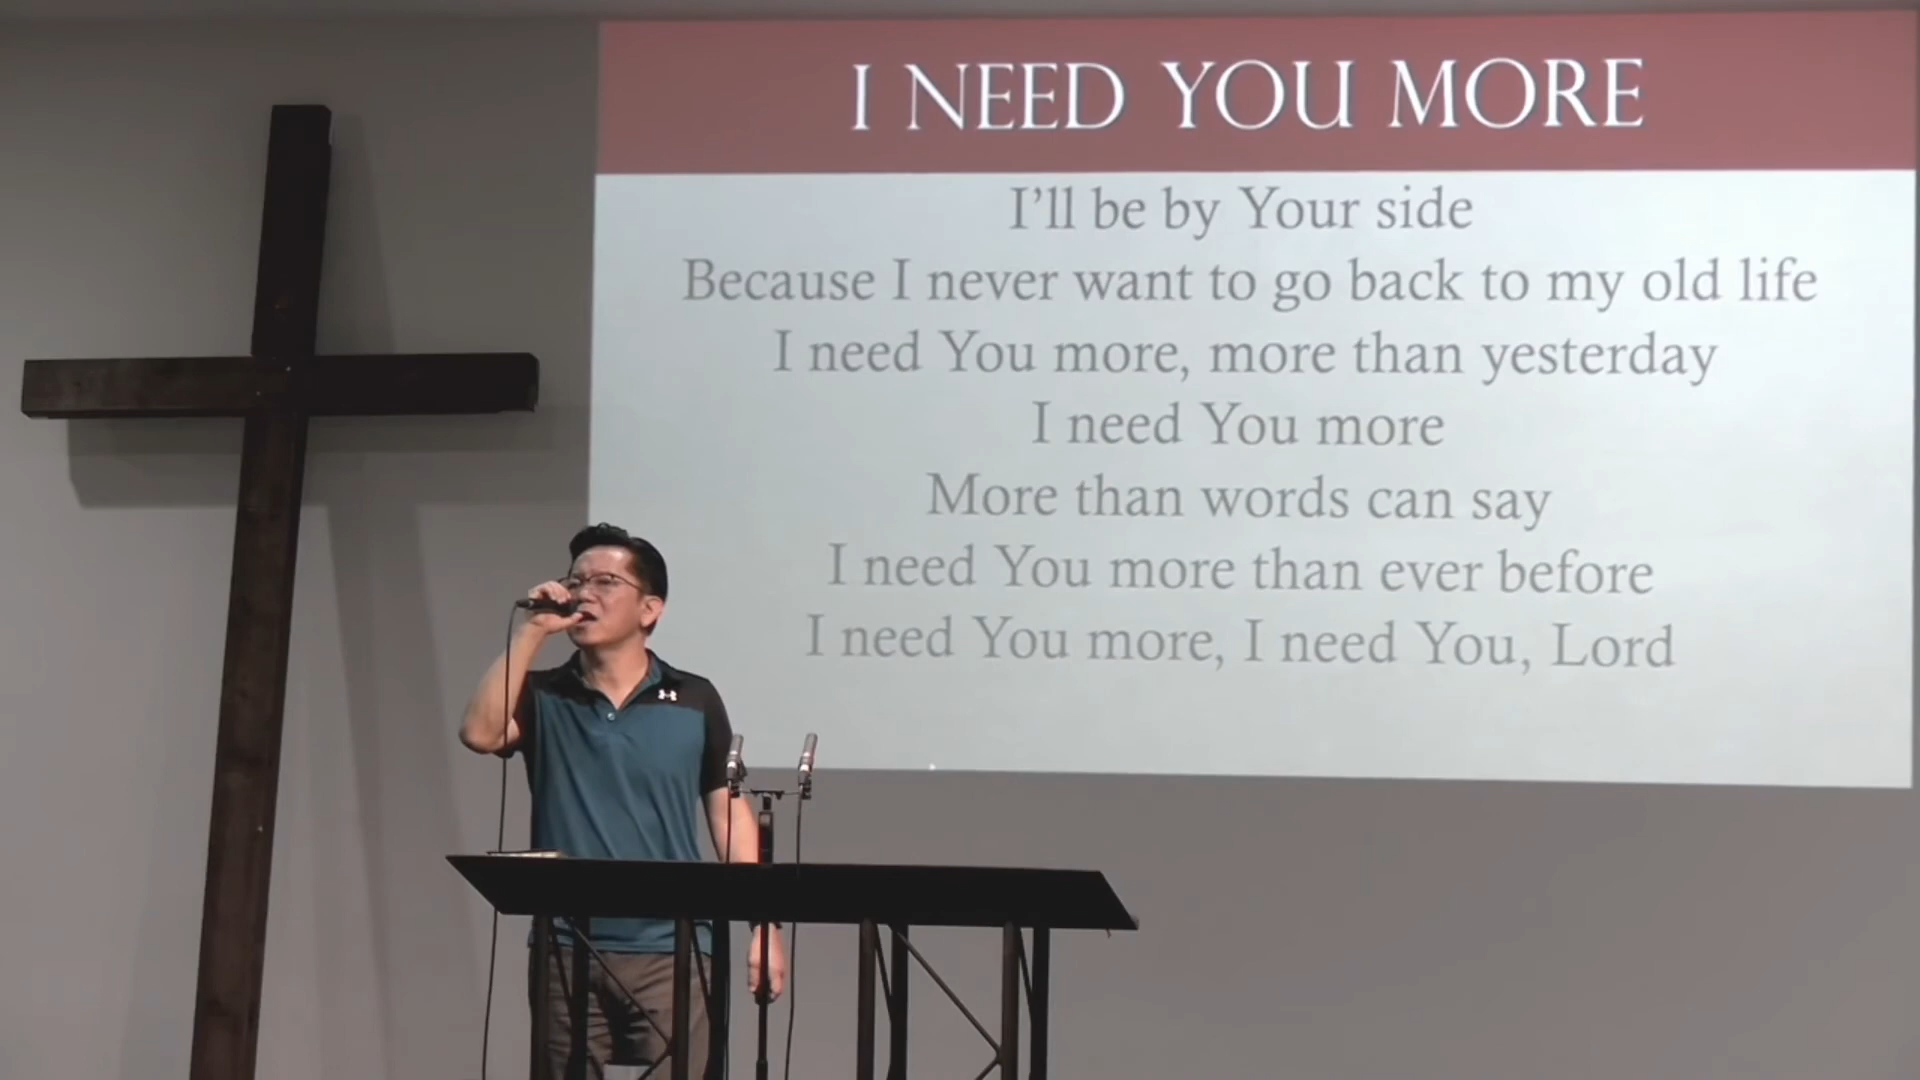 I NEED YOU MORE
I'll be by Your side
Because I never want to go back to my old life
I need You more, more than yesterday
I need You more
More than words can say
I need You more than ever before
I need You more, I need You, Lord